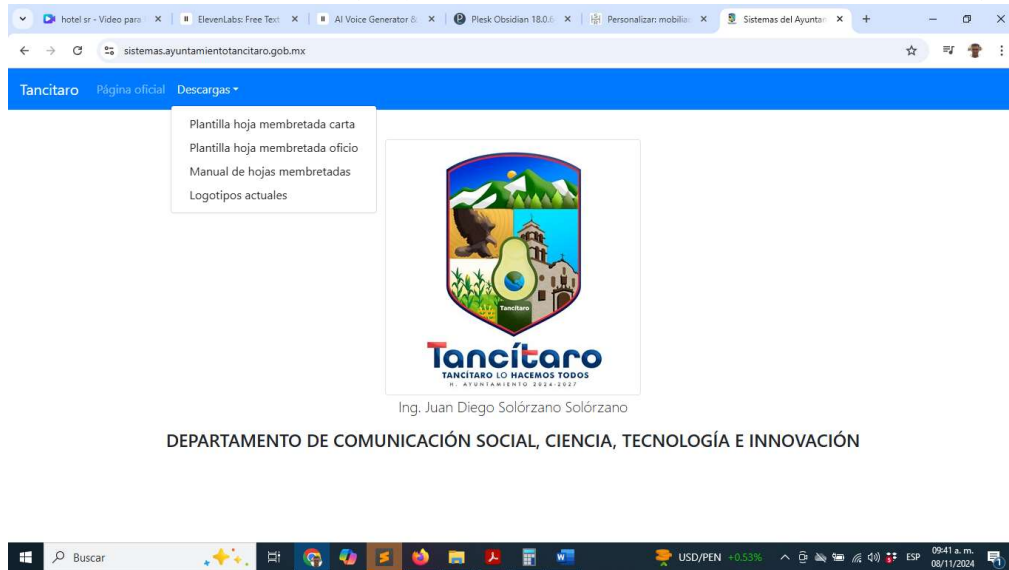 hotel sr - Video para
ElevenLabs: Free Text
AI Voice Generator &
Plesk Obsidian 18.0.6
Personalizar: mobilia
Sistemas del Ayuntam
sistemas.ayuntamientotancitaro.gob.mx
Tancitaro Página oficial Descargas
Plantilla hoja membretada carta
Plantilla hoja membretada oficio
Manual de hojas membretadas
Logotipos actuales
Tancítaro
Tancítaro
TANCÍTARO LO HACEMOS TODOS
H. AYUNTAMIENTO 2024-2027
Ing. Juan Diego Solórzano Solórzano
DEPARTAMENTO DE COMUNICACIÓN SOCIAL, CIENCIA, TECNOLOGÍA E INNOVACIÓN
Buscar
USD/PEN +0.53%
ESP
09:41 a. m.
08/11/2024